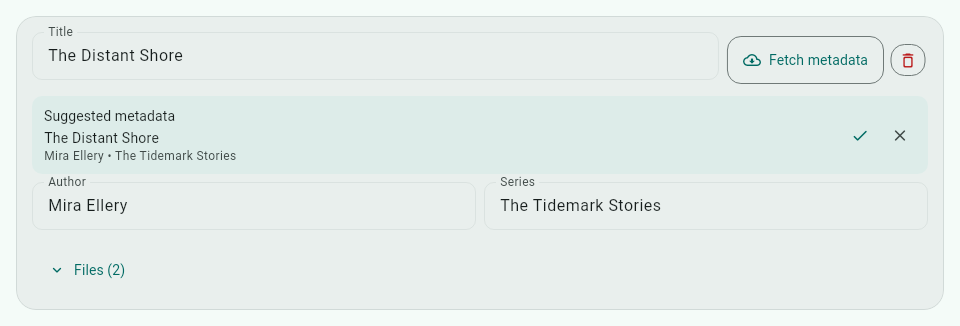 Title
The Distant Shore
Fetch metadata
Suggested metadata
The Distant Shore
Mira Ellery • The Tidemark Stories
Author
Mira Ellery
Series
The Tidemark Stories
Files (2)